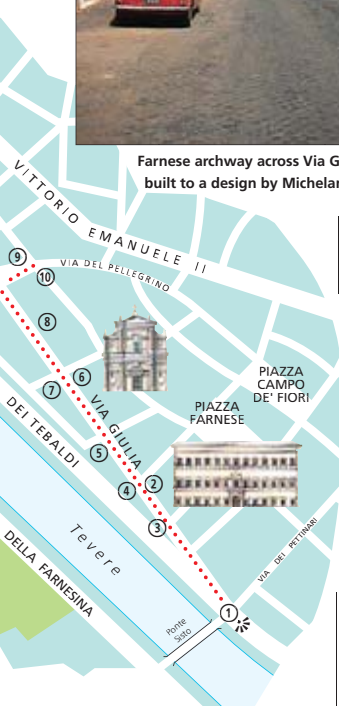 Farnese archway across Via G
built to a design by Michelan
VITTORIO EMANUELE II
VIA DEL PELLEGRINO
9
10
8
PIAZZA
CAMPO
DE' FIORI
6
7
VIA GIULIA
PIAZZA
FARNESE
DEI TEBALDI
5
2
4
3
Tevere
VIA DEI PETTINARI
DELLA FARNESINA
1
Ponte
Sisto